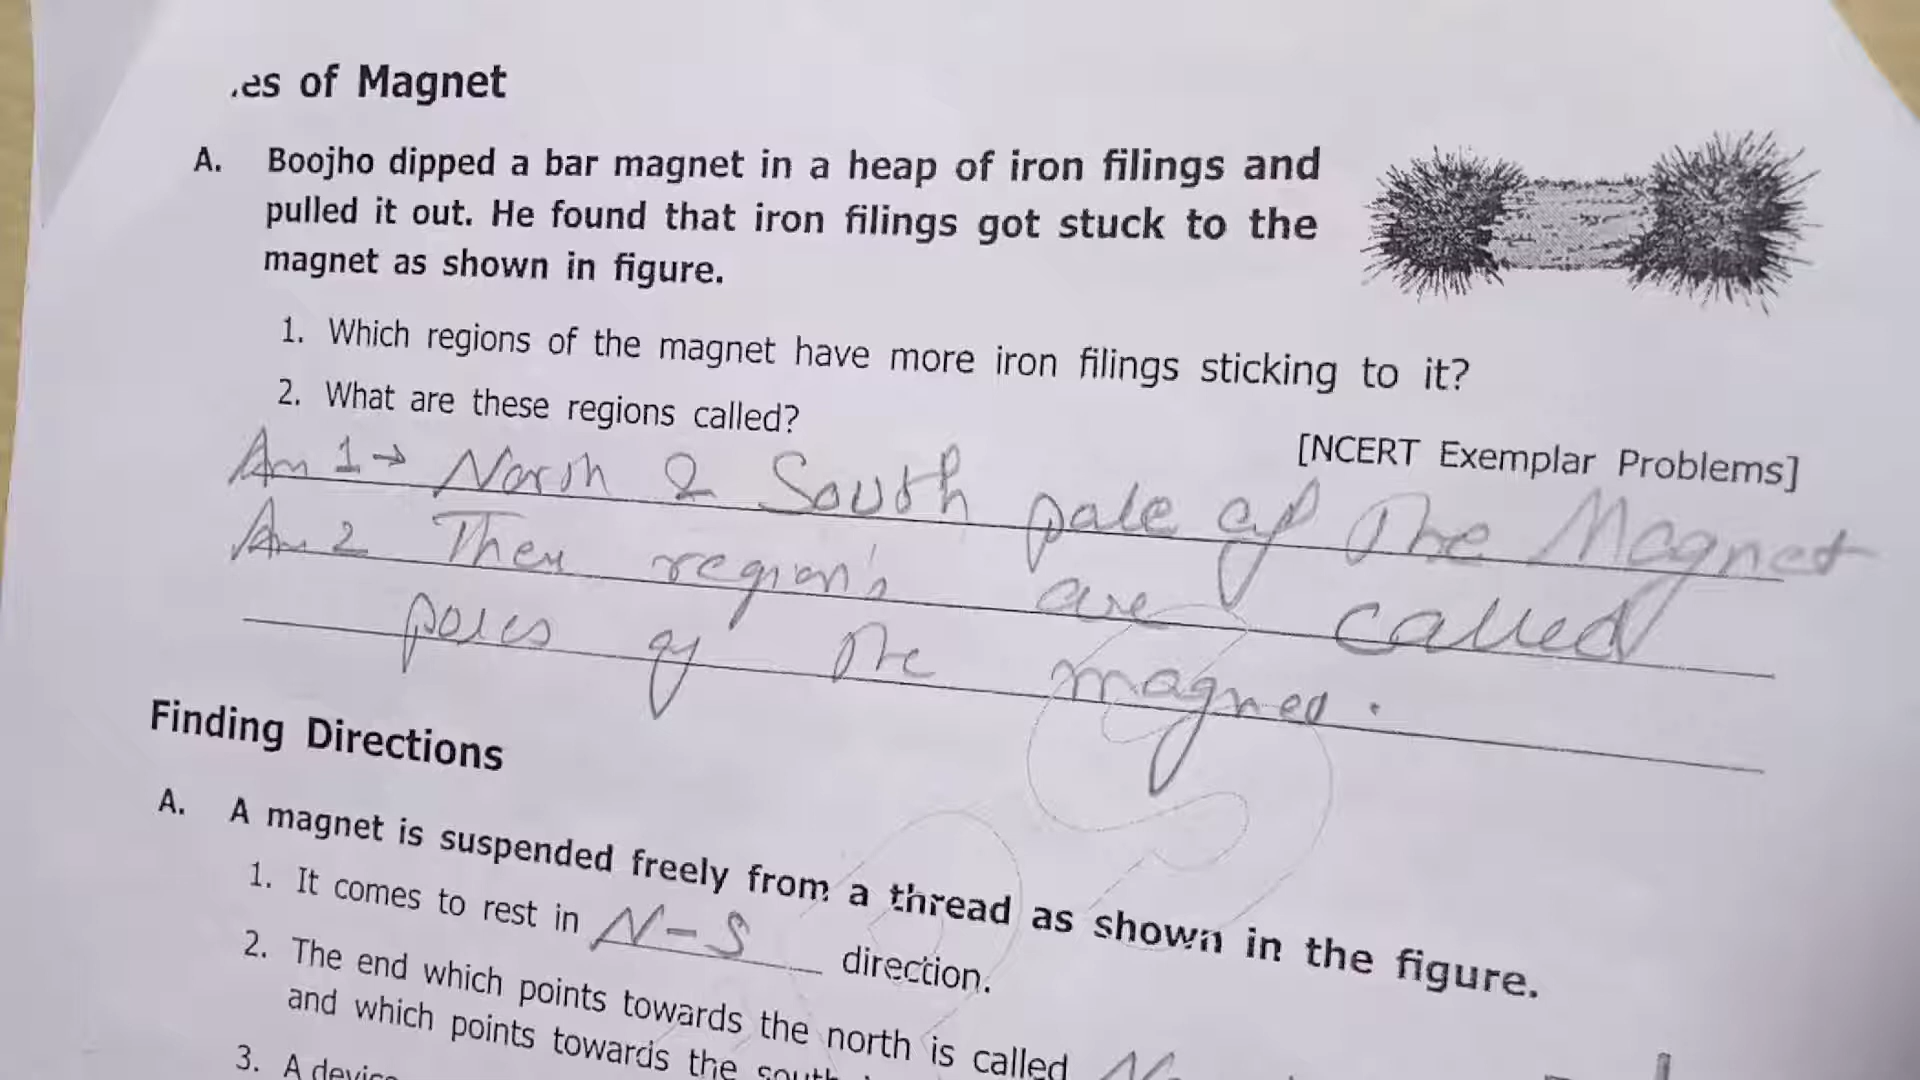 es of Magnet
A. Boojho dipped a bar magnet in a heap of iron filings and
pulled it out. He found that iron filings got stuck to the
magnet as shown in figure.
1. Which regions of the magnet have more iron filings sticking to it?
2. What are these regions called?
[NCERT Exemplar Problems]
Ans 1→ North & South pole of the Magnet
Ans 2 These region's are called
poles of the magnet.
Finding Directions
A. A magnet is suspended freely from a thread as shown in the figure.
1. It comes to rest in N-S direction.
2. The end which points towards the north is called
and which points towards the south
3. A device